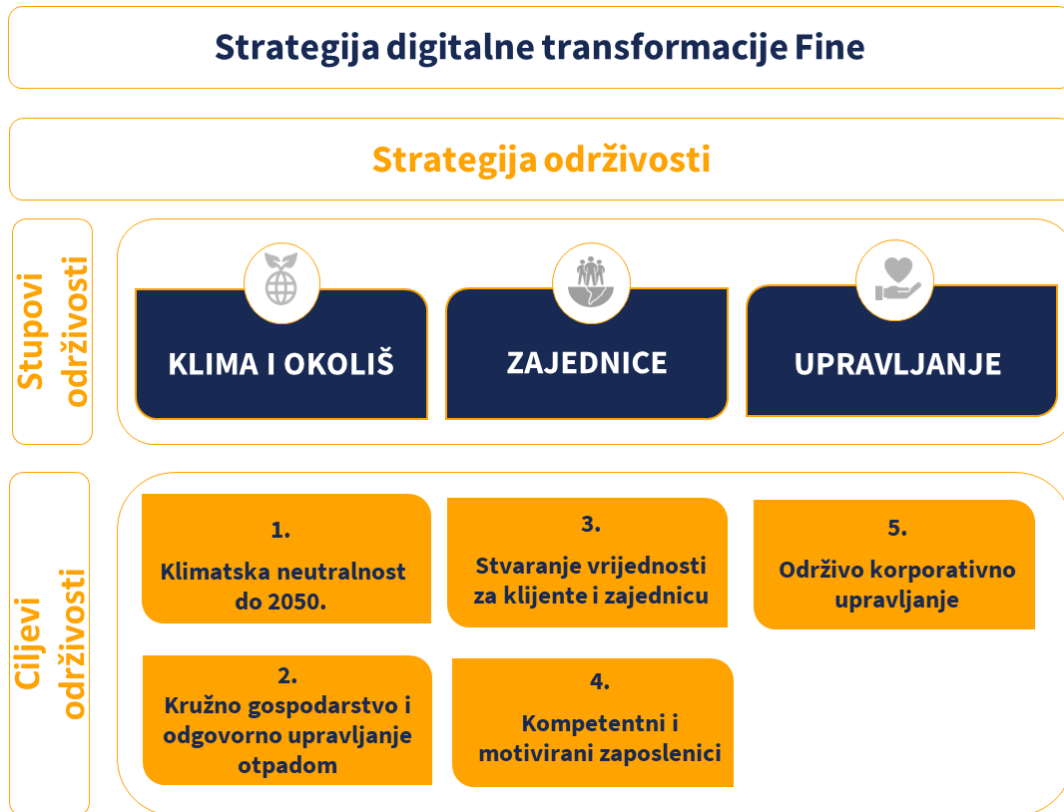 Strategija digitalne transformacije Fine
Strategija održivosti
Stupovi
održivosti
KLIMA I OKOLIŠ
ZAJEDNICE
UPRAVLJANJE
Ciljevi
održivosti
1.
Klimatska neutralnost
do 2050.
2.
Kružno gospodarstvo i
odgovorno upravljanje
otpadom
3.
Stvaranje vrijednosti
za klijente i zajednicu
4.
Kompetentni i
motivirani zaposlenici
5.
Održivo korporativno
upravljanje